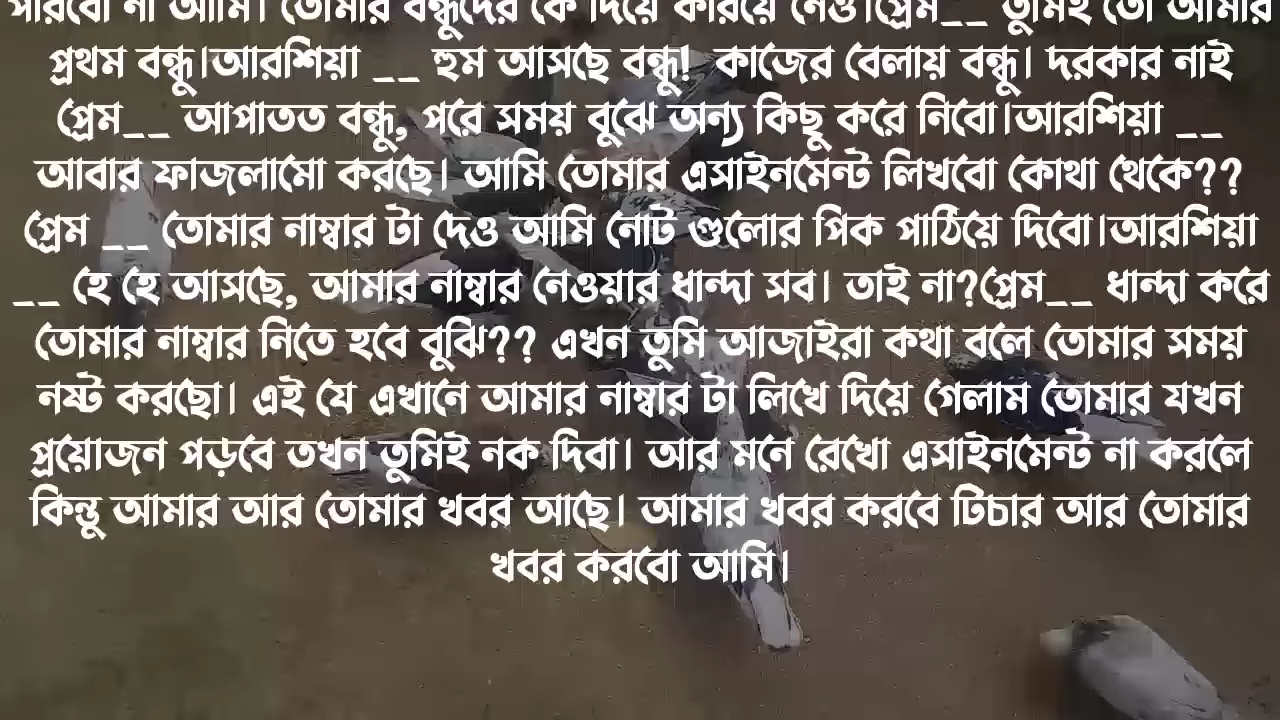 পারবো না আমি। তোমার বন্ধুদের কে দিয়ে করিয়ে নেও।প্রেম__ তুমিই তো আমার
প্রথম বন্ধু।আরশিয়া __ হুম আসছে বন্ধু! কাজের বেলায় বন্ধু। দরকার নাই
প্রেম__ আপাতত বন্ধু, পরে সময় বুঝে অন্য কিছু করে নিবো।আরশিয়া __
আবার ফাজলামো করছে। আমি তোমার এসাইনমেন্ট লিখবো কোথা থেকে??
প্রেম __ তোমার নাম্বার টা দেও আমি নোট গুলোর পিক পাঠিয়ে দিবো।আরশিয়া
__ হে হে আসছে, আমার নাম্বার নেওয়ার ধান্দা সব। তাই না?প্রেম__ ধান্দা করে
তোমার নাম্বার নিতে হবে বুঝি?? এখন তুমি আজাইরা কথা বলে তোমার সময়
নষ্ট করছো। এই যে এখানে আমার নাম্বার টা লিখে দিয়ে গেলাম তোমার যখন
প্রয়োজন পড়বে তখন তুমিই নক দিবা। আর মনে রেখো এসাইনমেন্ট না করলে
কিন্তু আমার আর তোমার খবর আছে। আমার খবর করবে টিচার আর তোমার
খবর করবো আমি।